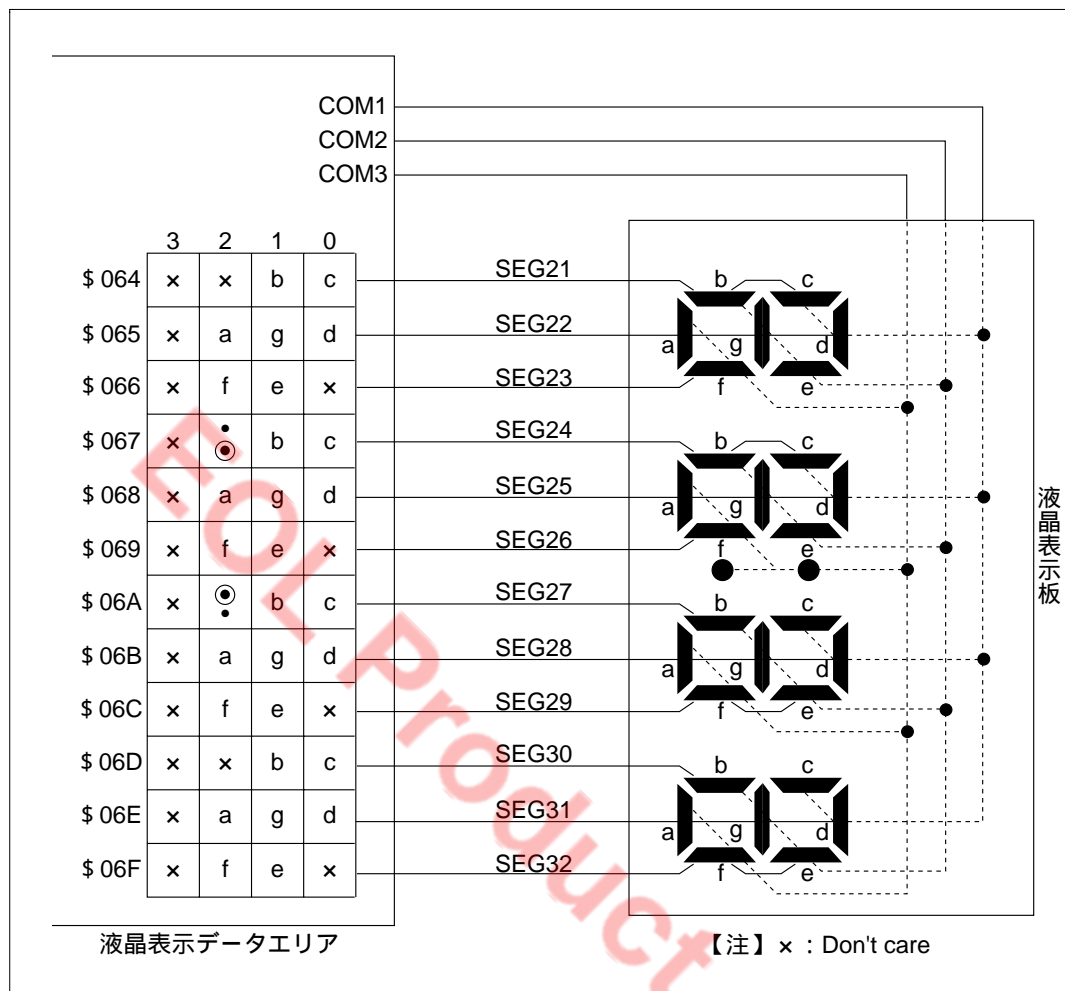 COM1
COM2
COM3
3 2 1 0
$064 × × b c SEG21
$065 × a g d SEG22
$066 × f e × SEG23
$067 × b c SEG24
$068 × a g d SEG25
$069 × f e × SEG26
$06A × b c SEG27
$06B × a g d SEG28
$06C × f e × SEG29
$06D × × b c SEG30
$06E × a g d SEG31
$06F × f e × SEG32
b c
a g d
f e
b c
a g d
f e
b c
a g d
f e
b c
a g d
f e
液晶表示板
液晶表示データエリア
【注】×：Don't care
EOL Product